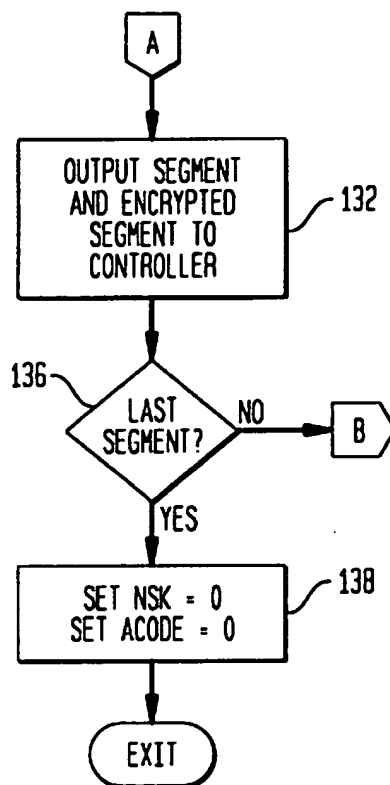 A
OUTPUT SEGMENT
AND ENCRYPTED
SEGMENT TO
CONTROLLER
132
136
LAST
SEGMENT?
NO
B
YES
SET NSK = 0
SET ACODE = 0
138
EXIT